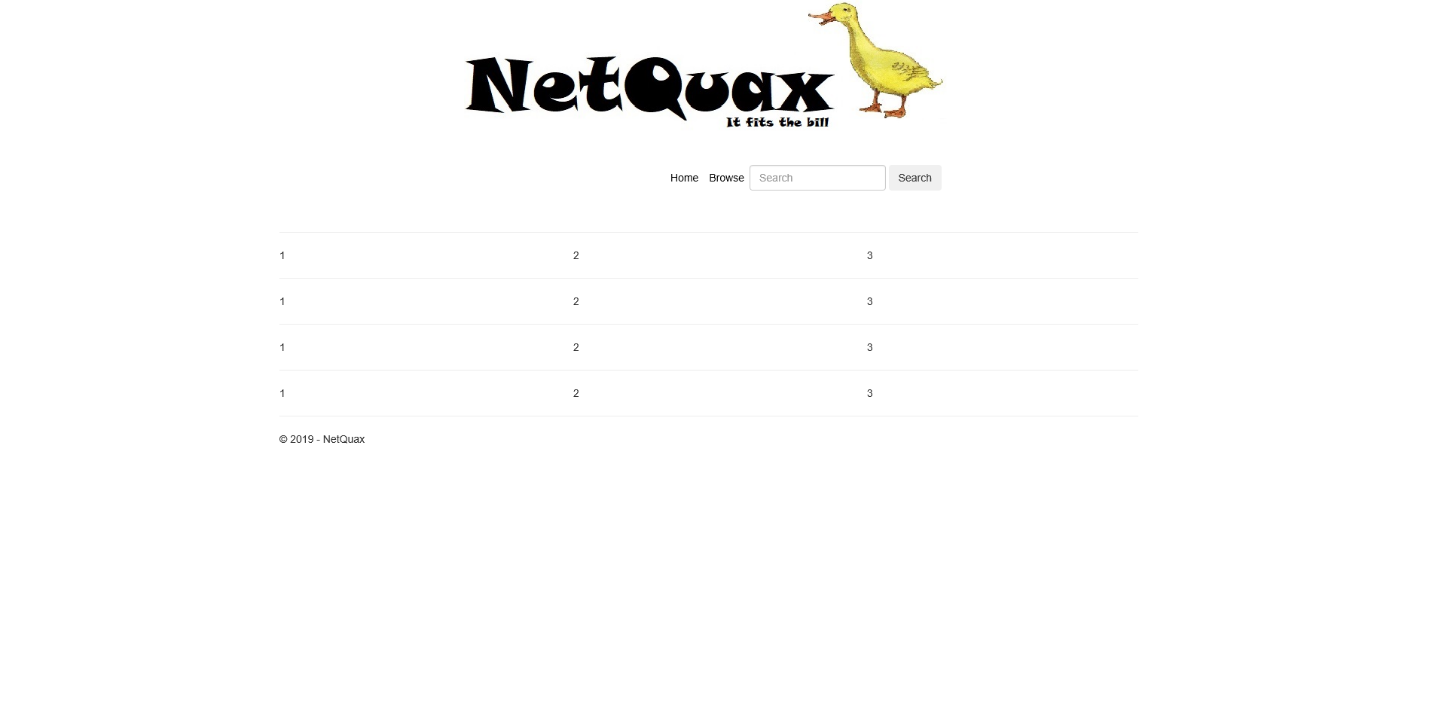 NetQuax
It fits the bill
Home Browse Search Search
1 2 3
1 2 3
1 2 3
1 2 3
© 2019 - NetQuax